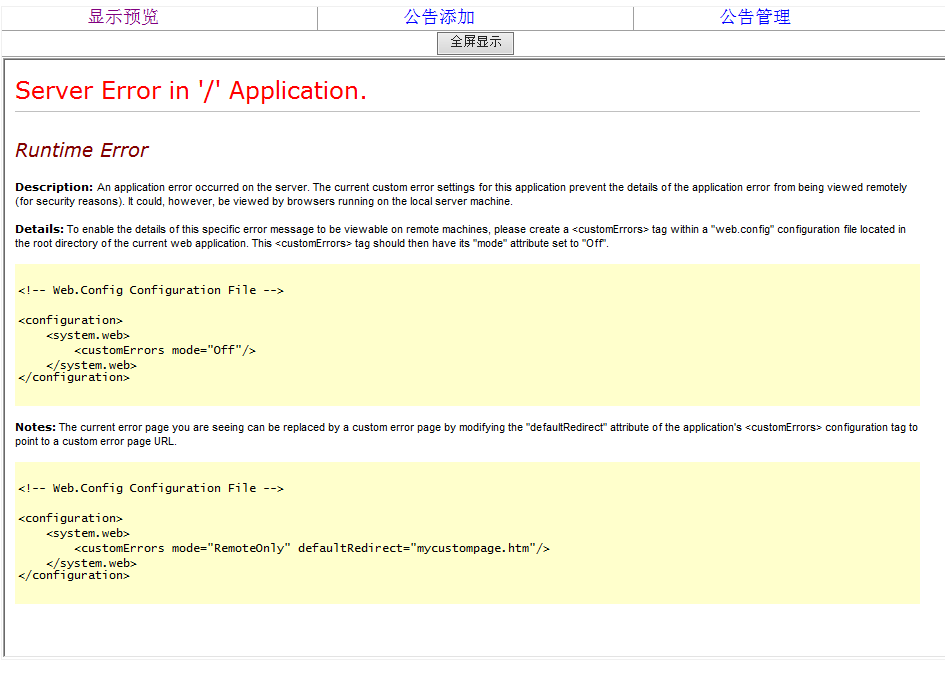 显示预览 公告添加 公告管理
全屏显示
Server Error in '/' Application.
Runtime Error
Description: An application error occurred on the server. The current custom error settings for this application prevent the details of the application error from being viewed remotely
(for security reasons). It could, however, be viewed by browsers running on the local server machine.
Details: To enable the details of this specific error message to be viewable on remote machines, please create a <customErrors> tag within a "web.config" configuration file located in
the root directory of the current web application. This <customErrors> tag should then have its "mode" attribute set to "Off".
<!-- Web.Config Configuration File -->
<configuration>
    <system.web>
        <customErrors mode="Off"/>
    </system.web>
</configuration>
Notes: The current error page you are seeing can be replaced by a custom error page by modifying the "defaultRedirect" attribute of the application's <customErrors> configuration tag to
point to a custom error page URL.
<!-- Web.Config Configuration File -->
<configuration>
    <system.web>
        <customErrors mode="RemoteOnly" defaultRedirect="mycustompage.htm"/>
    </system.web>
</configuration>